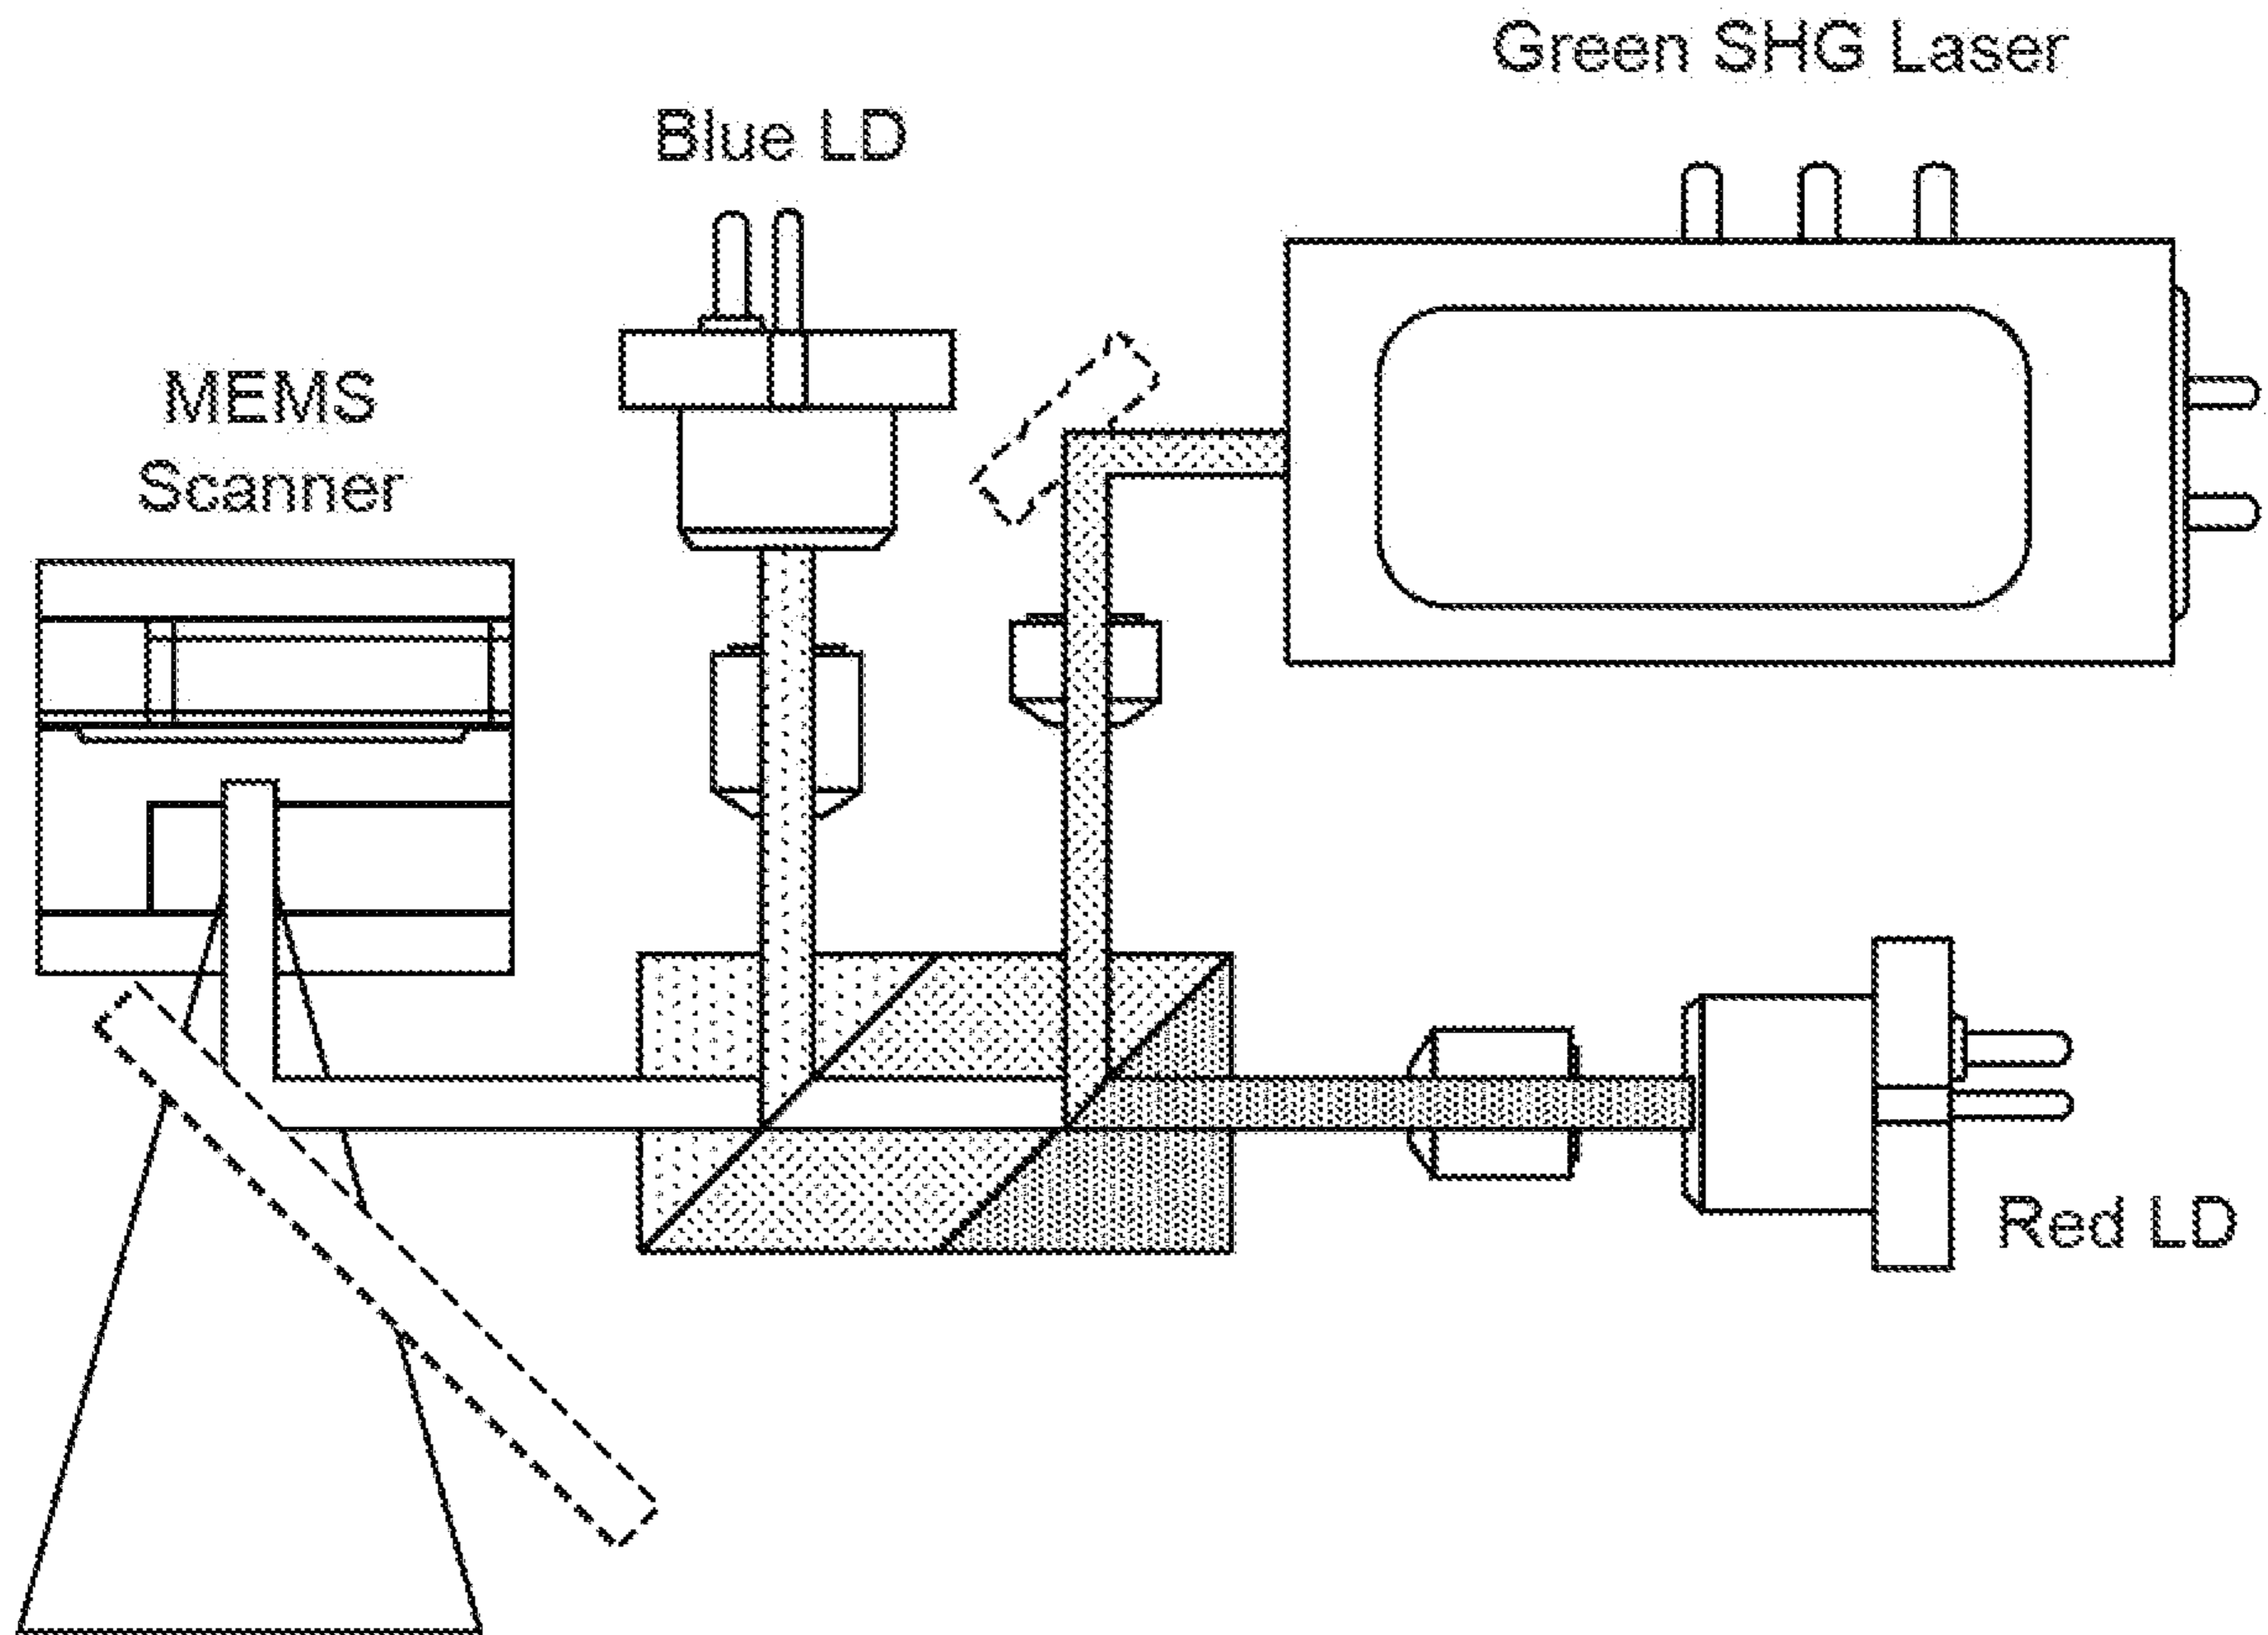 Green SHG Laser
Blue LD
MEMS
Scanner
Red LD